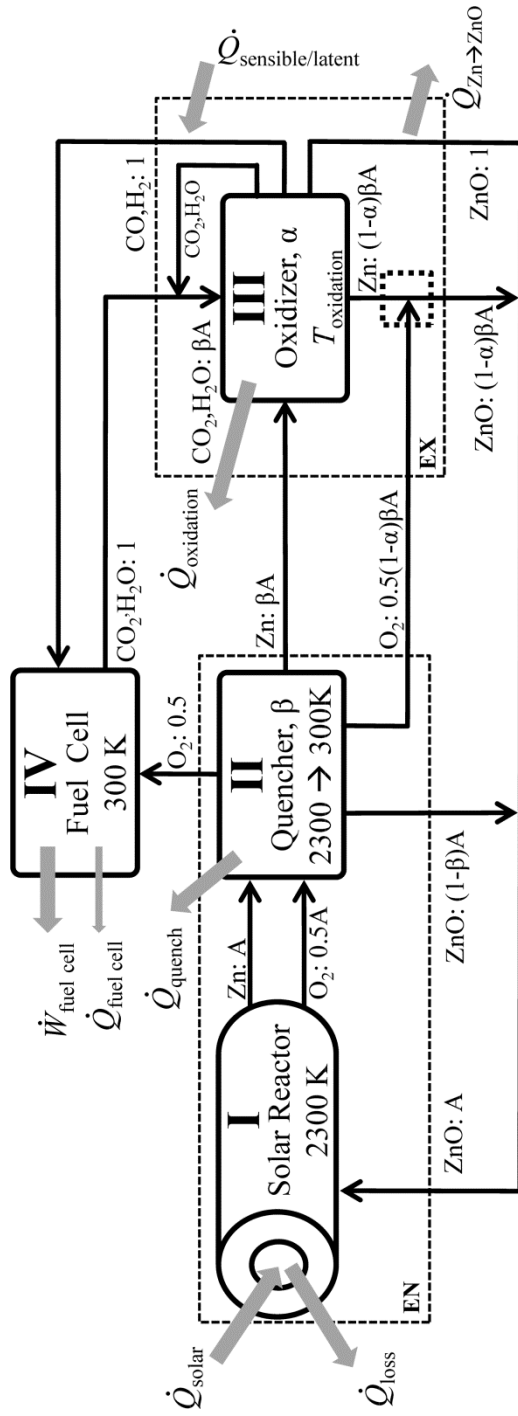 Q̇solar
Q̇loss
EN
I
Solar Reactor
2300 K
ZnO: A
Zn: A
O₂: 0.5A
Q̇quench
II
Quencher, β
2300 → 300K
ZnO: (1-β)A
Ẇfuel cell
Q̇fuel cell
IV
Fuel Cell
300 K
O₂: 0.5
CO₂,H₂O: 1
Zn: βA
O₂: 0.5(1-α)βA
Q̇oxidation
CO₂,H₂O: βA
EX
III
Oxidizer, α
Toxidation
CO,H₂: 1
CO₂,H₂O
Zn: (1-α)βA
ZnO: (1-α)βA
ZnO: 1
Q̇sensible/latent
Q̇Zn→ZnO